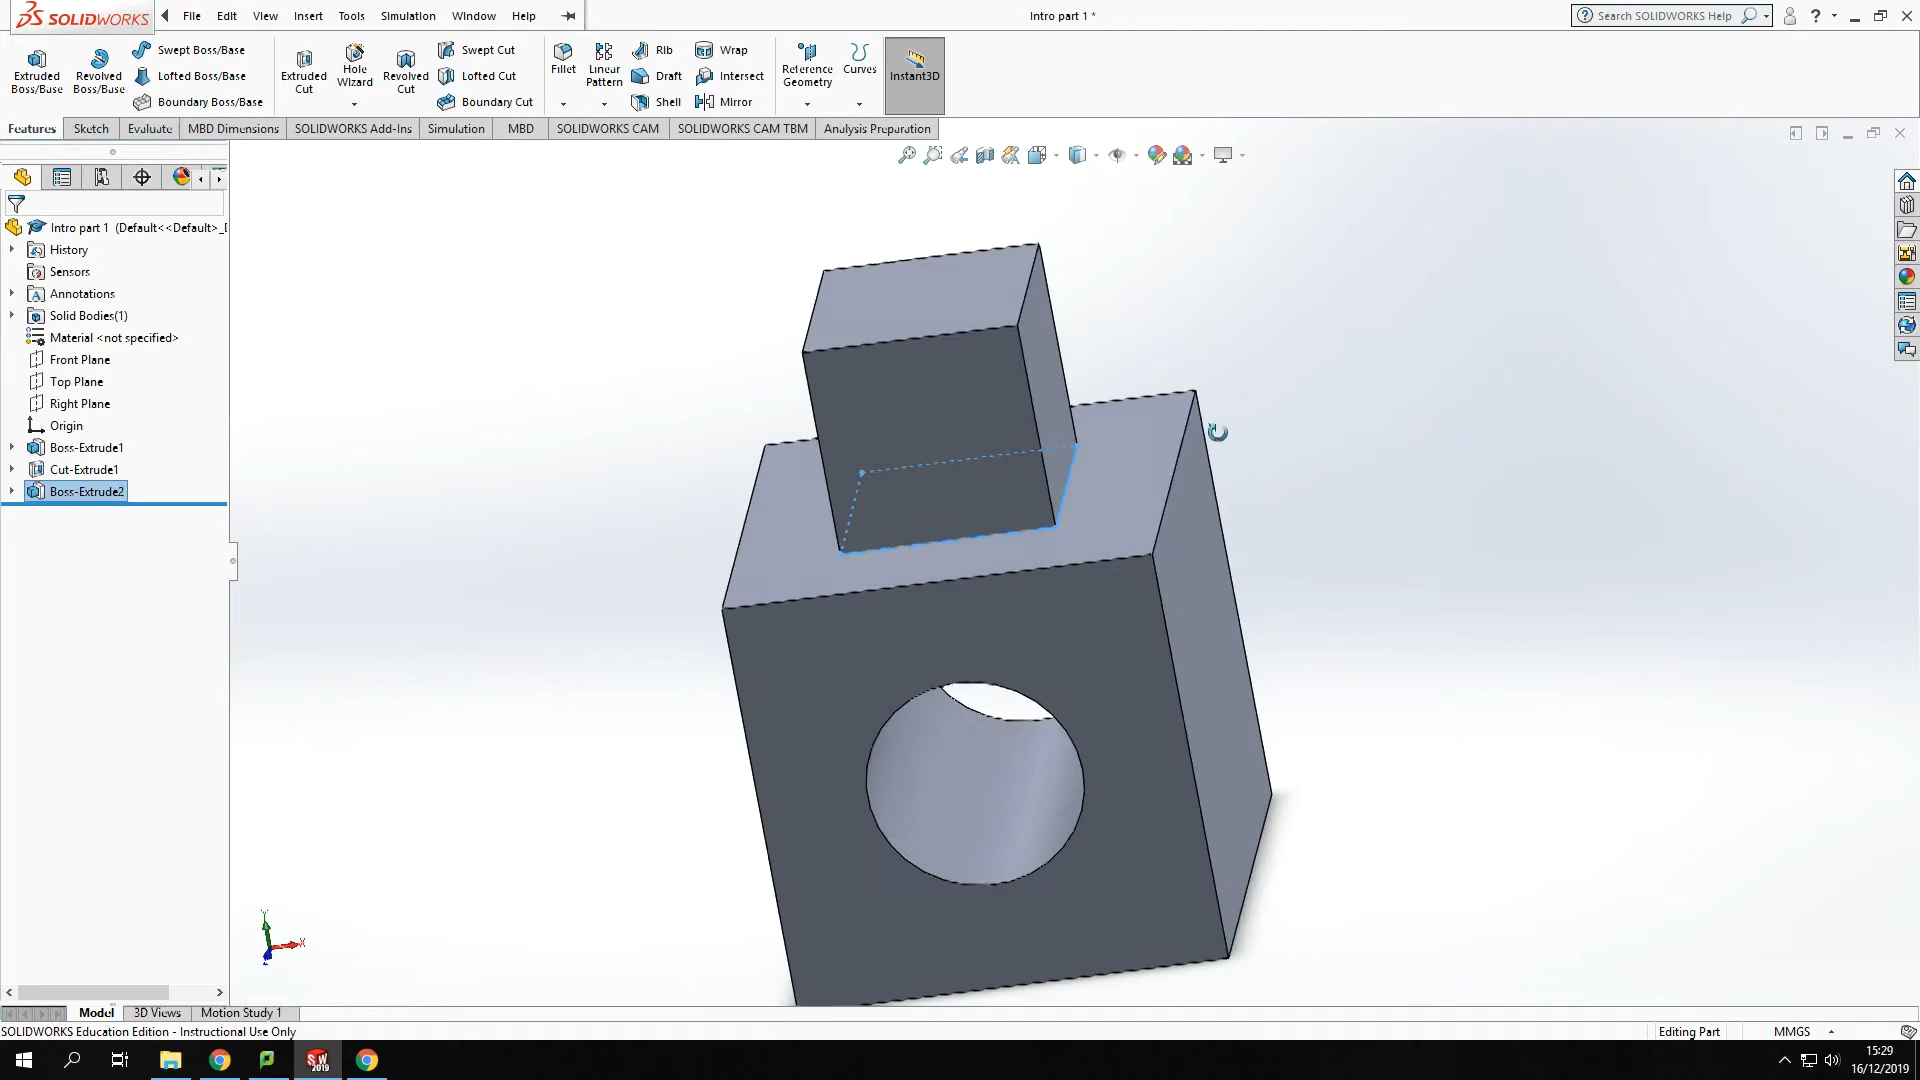 SOLIDWORKS File Edit View Insert Tools Simulation Window Help Intro part 1 * Search SOLIDWORKS Help
Extruded Boss/Base
Revolved Boss/Base
Swept Boss/Base
Lofted Boss/Base
Boundary Boss/Base
Extruded Cut
Hole Wizard
Revolved Cut
Swept Cut
Lofted Cut
Boundary Cut
Fillet
Linear Pattern
Rib
Draft
Shell
Wrap
Intersect
Mirror
Reference Geometry
Curves
Instant3D
Features Sketch Evaluate MBD Dimensions SOLIDWORKS Add-Ins Simulation MBD SOLIDWORKS CAM SOLIDWORKS CAM TBM Analysis Preparation
Intro part 1 (Default<<Default>_
History
Sensors
Annotations
Solid Bodies(1)
Material <not specified>
Front Plane
Top Plane
Right Plane
Origin
Boss-Extrude1
Cut-Extrude1
Boss-Extrude2
Y
X
Z
Model 3D Views Motion Study 1
SOLIDWORKS Education Edition - Instructional Use Only Editing Part MMGS
SW 2019
15:29
16/12/2019